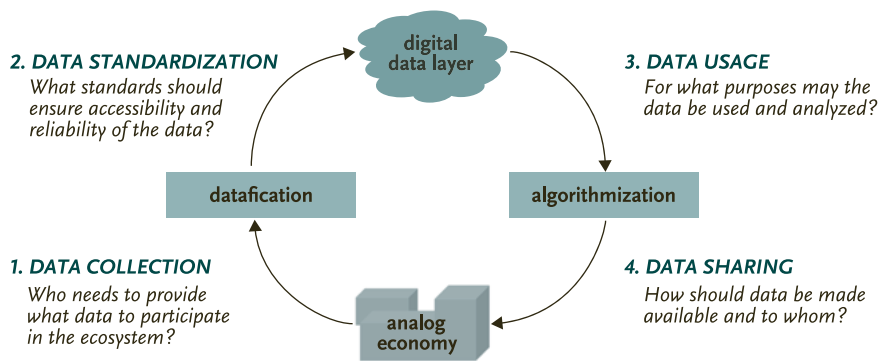 digital
data layer
2. DATA STANDARDIZATION
What standards should
ensure accessibility and
reliability of the data?
3. DATA USAGE
For what purposes may the
data be used and analyzed?
datafication
algorithmization
1. DATA COLLECTION
Who needs to provide
what data to participate
in the ecosystem?
4. DATA SHARING
How should data be made
available and to whom?
analog
economy